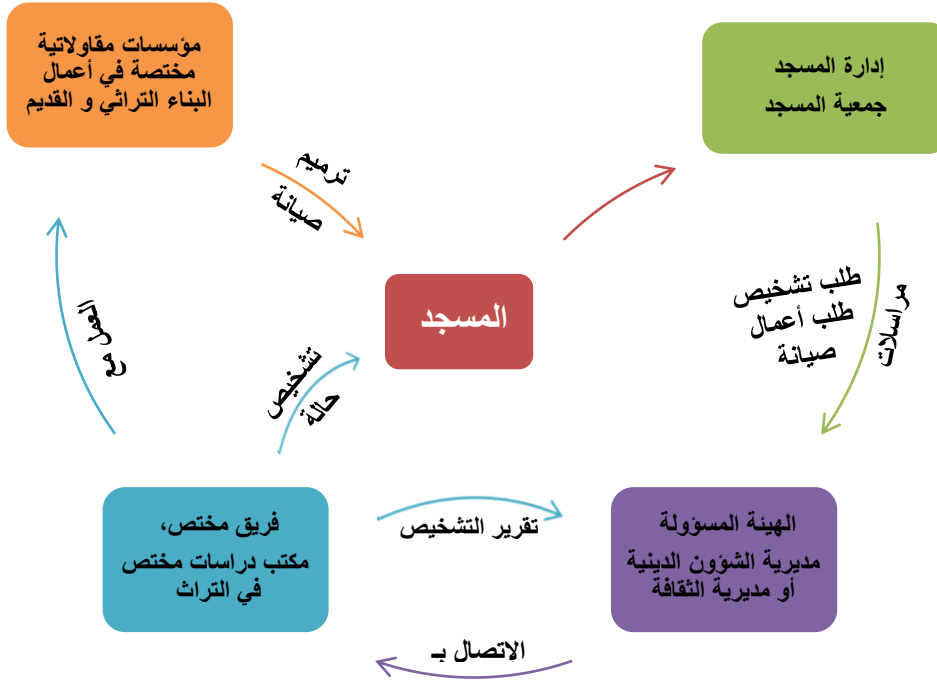 إدارة المسجد
جمعية المسجد
مؤسسات مقاولاتية
مختصة في أعمال
البناء التراثي و القديم
ترميم
صيانة
المسجد
طلب تشخيص
طلب أعمال
صيانة
مراسلات
العمل مع
تشخيص
حالة
الهيئة المسؤولة
مديرية الشؤون الدينية
أو مديرية الثقافة
تقرير التشخيص
فريق مختص،
مكتب دراسات مختص
في التراث
الإتصال بـ